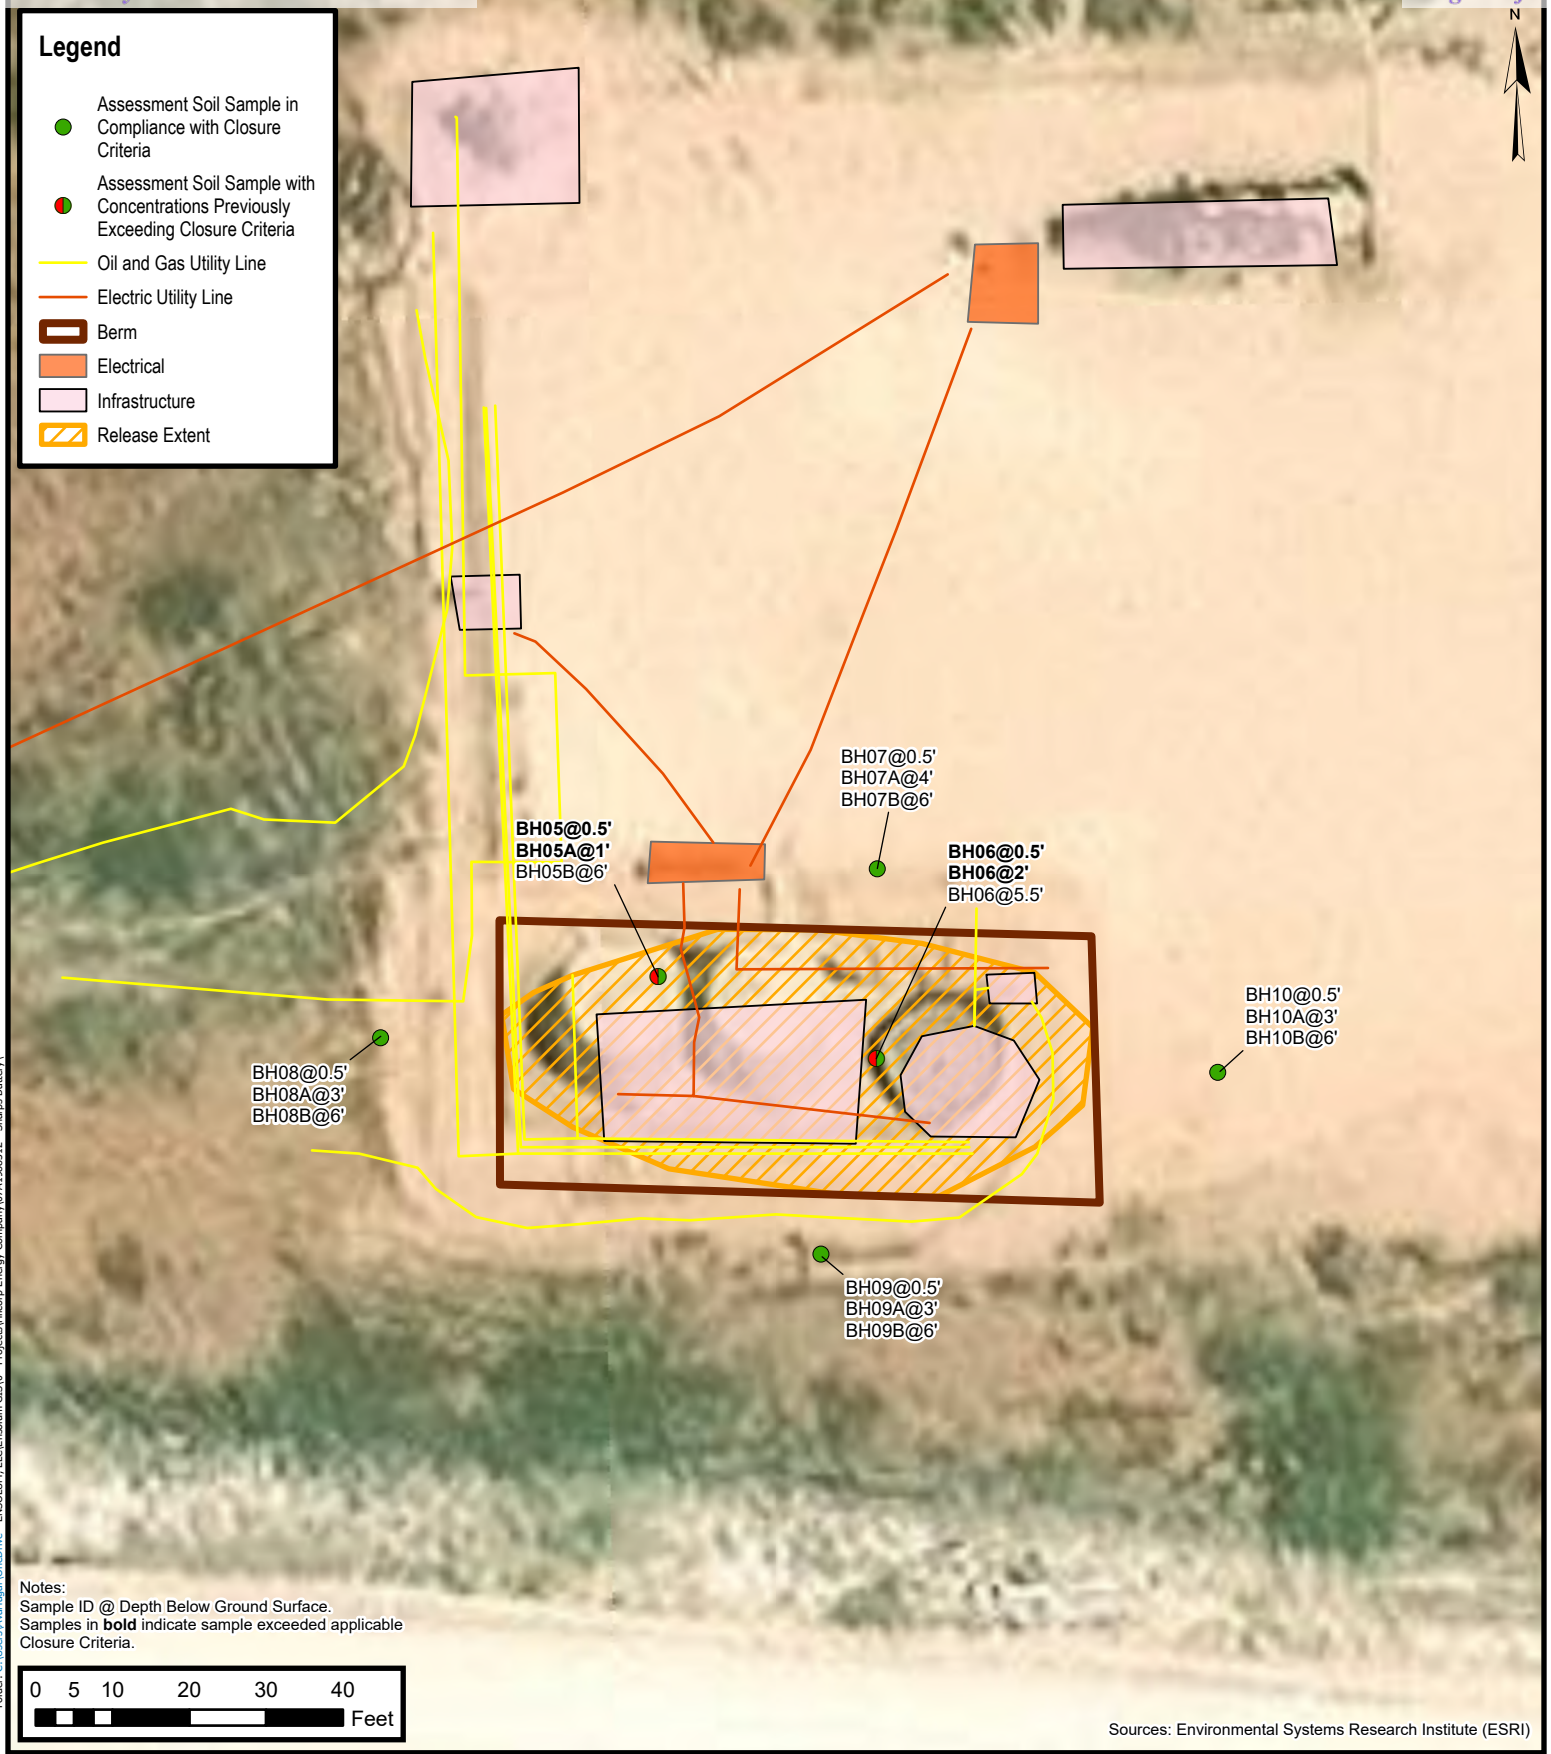 N
Legend
Assessment Soil Sample in
Compliance with Closure
Criteria
Assessment Soil Sample with
Concentrations Previously
Exceeding Closure Criteria
Oil and Gas Utility Line
Electric Utility Line
Berm
Electrical
Infrastructure
Release Extent
BH07@0.5'
BH07A@4'
BH07B@6'
BH05@0.5'
BH05A@1'
BH05B@6'
BH06@0.5'
BH06@2'
BH06@5.5'
BH10@0.5'
BH10A@3'
BH10B@6'
BH08@0.5'
BH08A@3'
BH08B@6'
BH09@0.5'
BH09A@3'
BH09B@6'
Notes:
Sample ID @ Depth Below Ground Surface.
Samples in bold indicate sample exceeded applicable
Closure Criteria.
0 5 10 20 30 40
Feet
Sources: Environmental Systems Research Institute (ESRI)